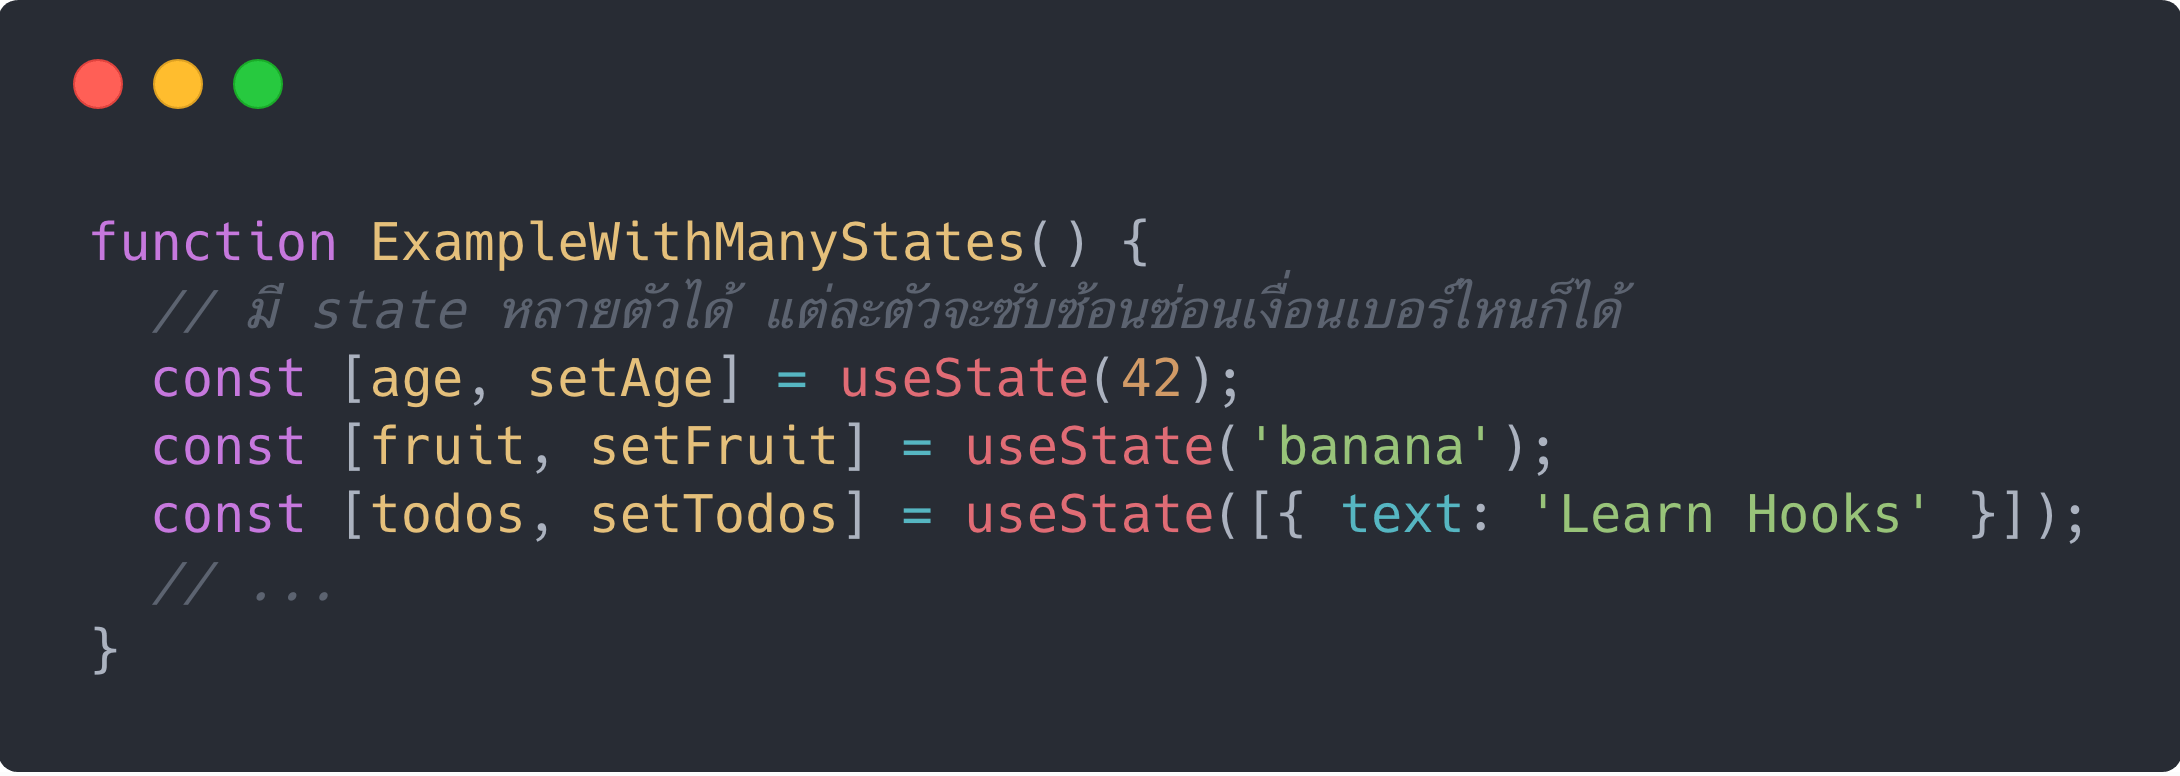 function ExampleWithManyStates() {
  // มี state หลายตัวได้ แต่ละตัวจะซับซ้อนซ่อนเงื่อนเบอร์ไหนก็ได้
  const [age, setAge] = useState(42);
  const [fruit, setFruit] = useState('banana');
  const [todos, setTodos] = useState([{ text: 'Learn Hooks' }]);
  // ...
}